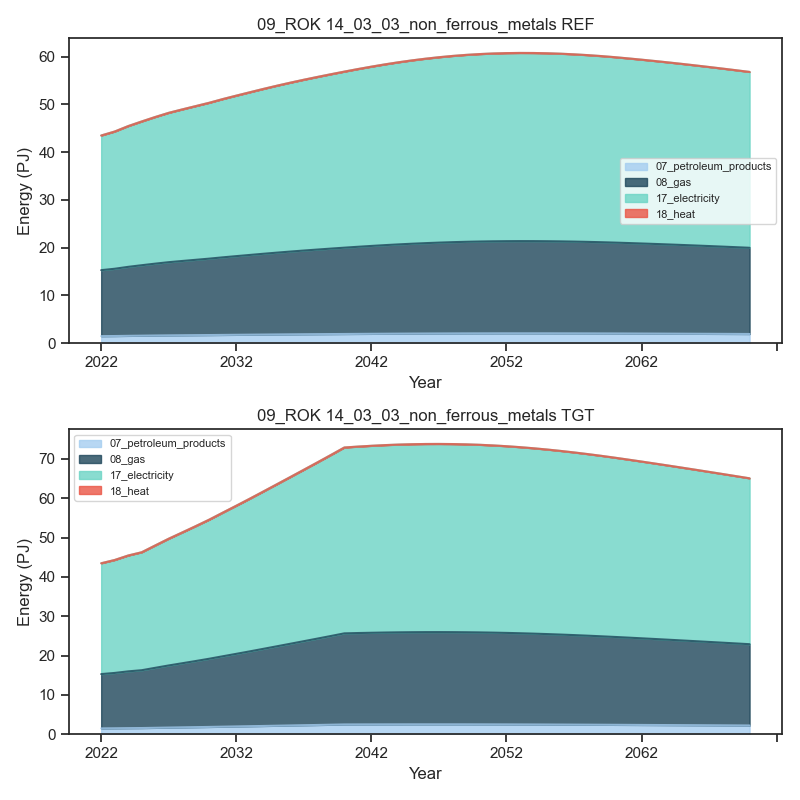 09_ROK 14_03_03_non_ferrous_metals REF
60
50
40
30
20
10
0
Energy (PJ)
07_petroleum_products
08_gas
17_electricity
18_heat
2022 2032 2042 2052 2062
Year
09_ROK 14_03_03_non_ferrous_metals TGT
07_petroleum_products
08_gas
17_electricity
18_heat
70
60
50
40
30
20
10
0
Energy (PJ)
2022 2032 2042 2052 2062
Year